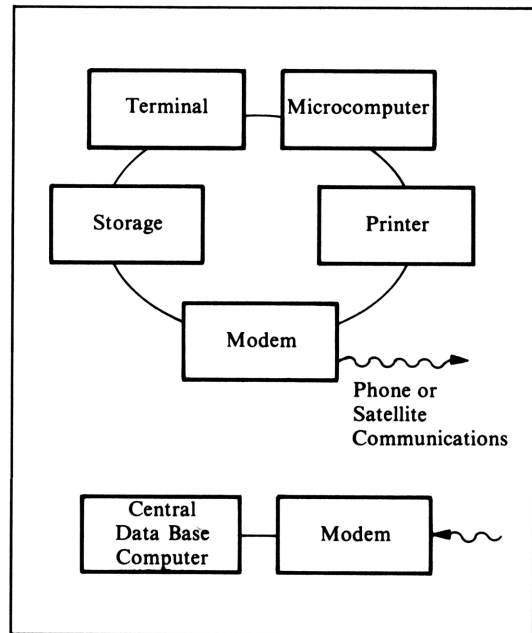 Terminal
Microcomputer
Storage
Printer
Modem
Phone or
Satellite
Communications
Central
Data Base
Computer
Modem